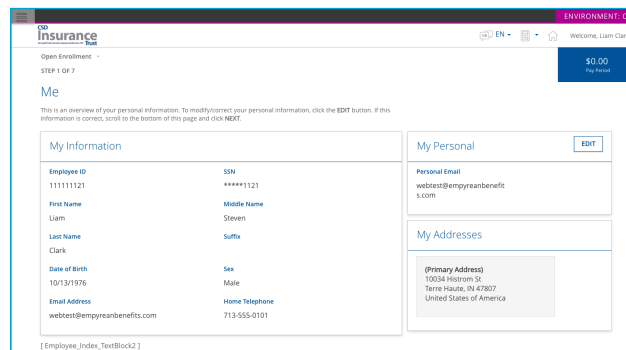 ENVIRONMENT:
CSD
Insurance
Trust
EN
Welcome, Liam Clar
Open Enrollment
STEP 1 OF 7
$0.00
Pay Period
Me
This is an overview of your personal information. To modify/correct your personal information, click the EDIT button. If this
information is correct, scroll to the bottom of this page and click NEXT.
My Information
Employee ID
SSN
111111121
*****1121
First Name
Middle Name
Liam
Steven
Last Name
Suffix
Clark
Date of Birth
Sex
10/13/1976
Male
Email Address
Home Telephone
webtest@empyreanbenefits.com
713-555-0101
My Personal
EDIT
Personal Email
webtest@empyreanbenefit
s.com
My Addresses
(Primary Address)
10034 Histrom St
Terre Haute, IN 47807
United States of America
[ Employee_Index_TextBlock2 ]